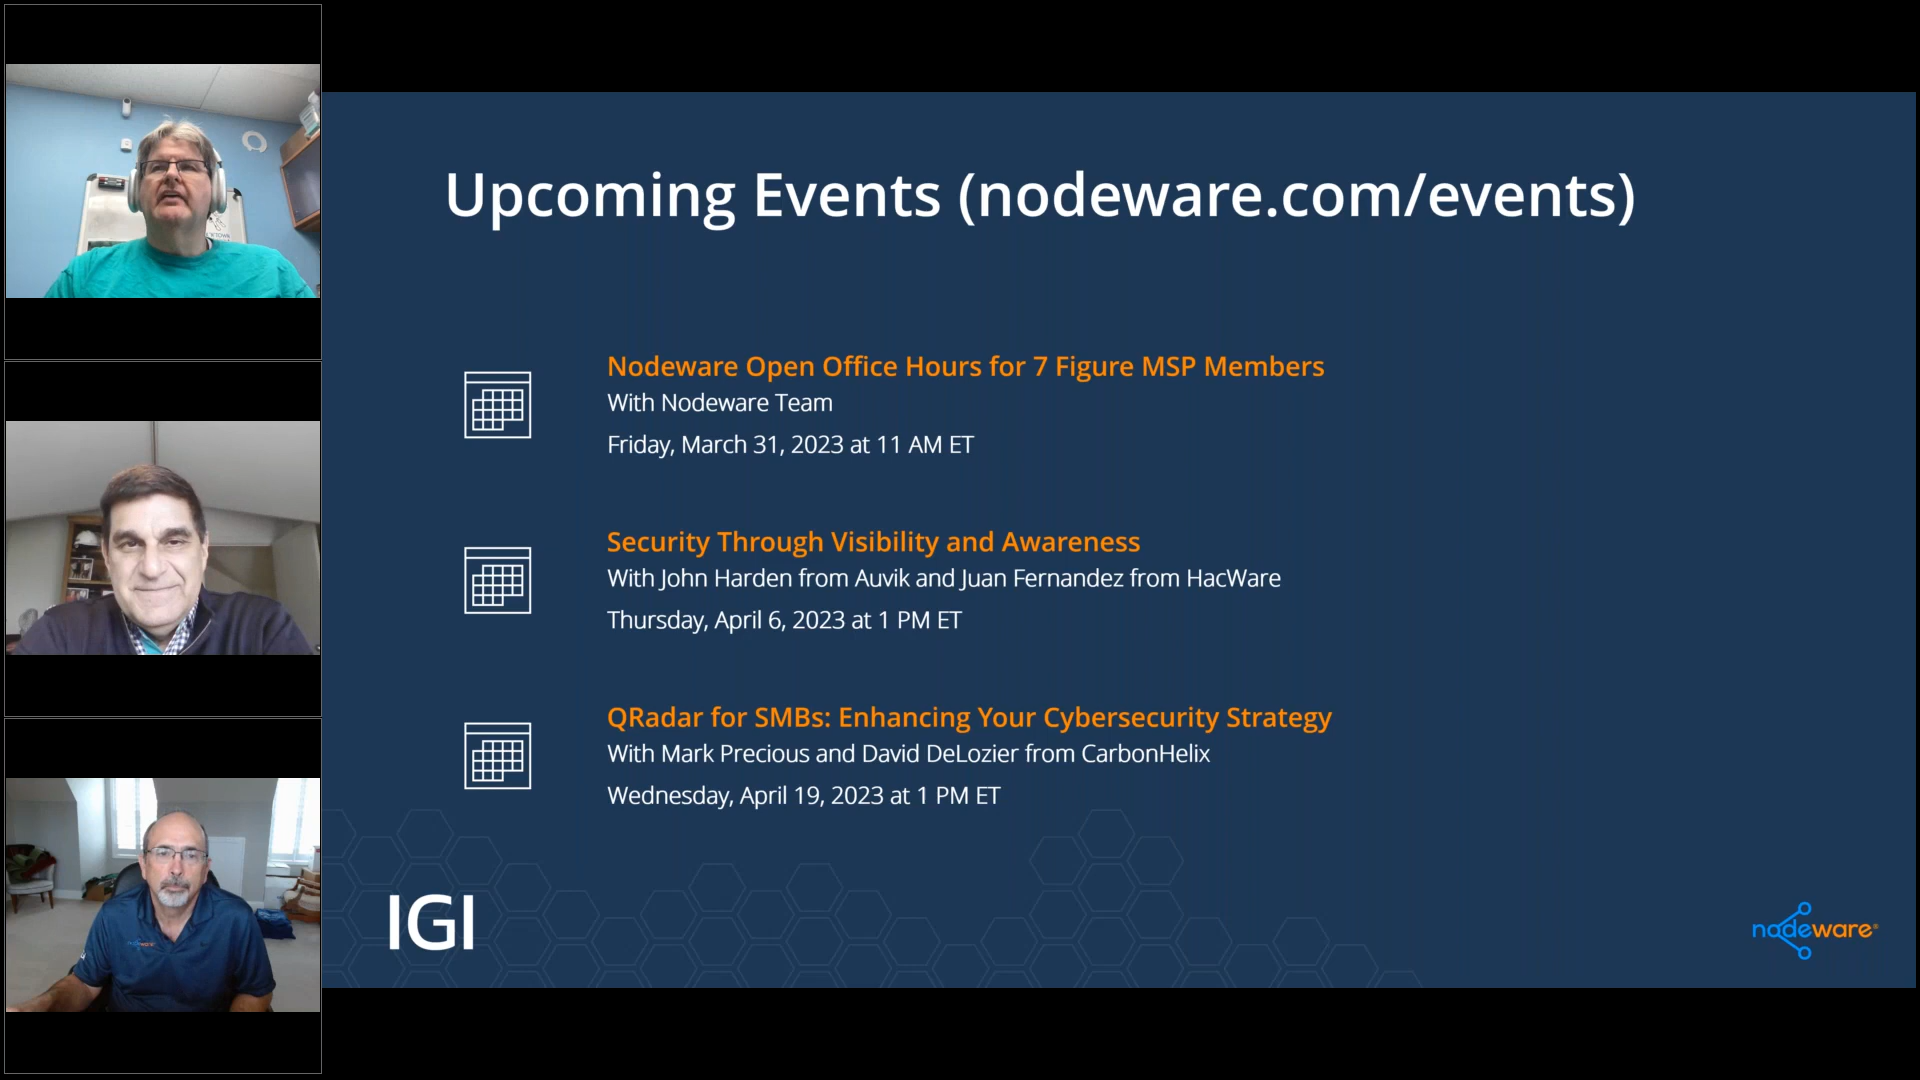 Upcoming Events (nodeware.com/events)
Nodeware Open Office Hours for 7 Figure MSP Members
With Nodeware Team
Friday, March 31, 2023 at 11 AM ET
Security Through Visibility and Awareness
With John Harden from Auvik and Juan Fernandez from HacWare
Thursday, April 6, 2023 at 1 PM ET
QRadar for SMBs: Enhancing Your Cybersecurity Strategy
With Mark Precious and David DeLozier from CarbonHelix
Wednesday, April 19, 2023 at 1 PM ET
IGI
nodeware®
nodeware